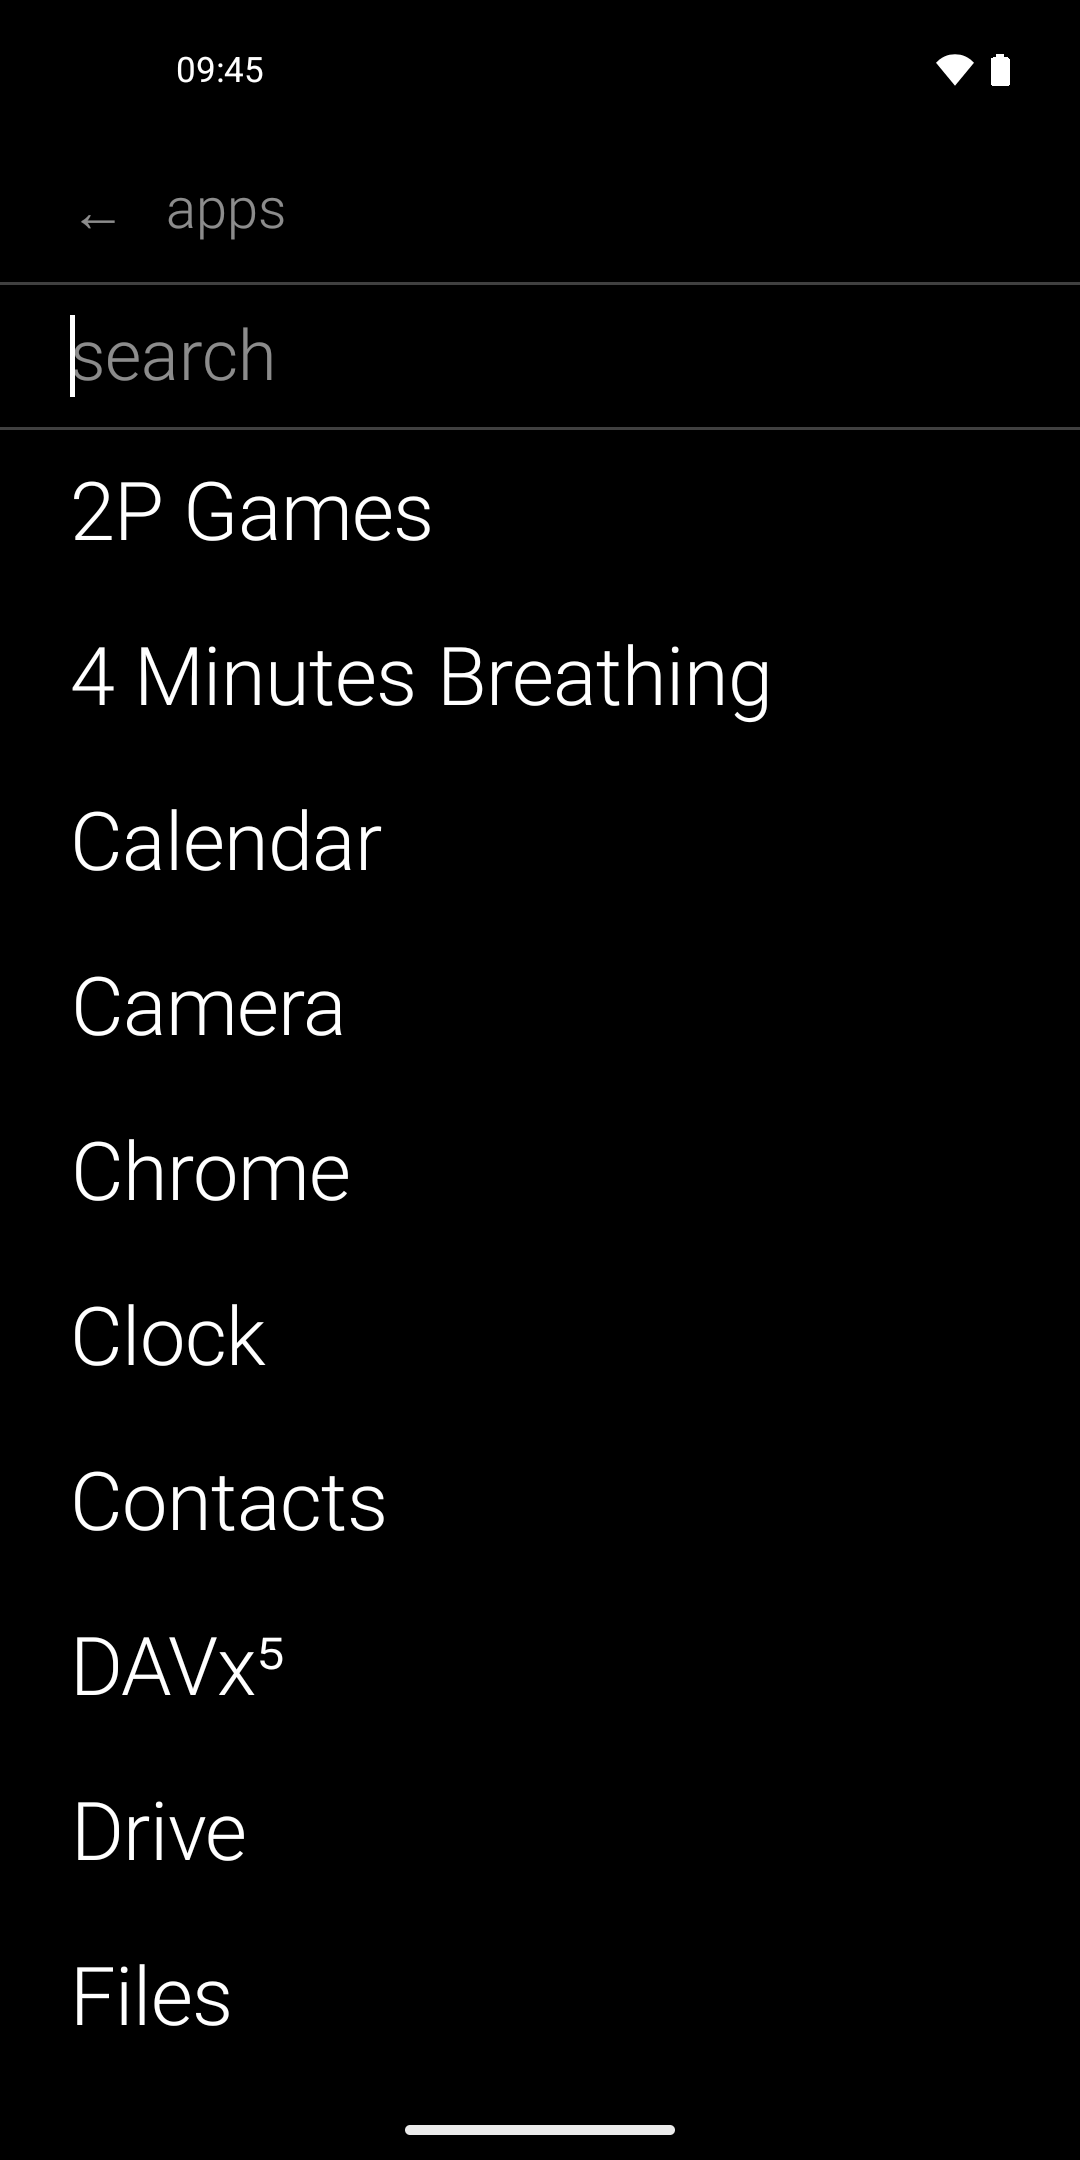 09:45
← apps
search
2P Games
4 Minutes Breathing
Calendar
Camera
Chrome
Clock
Contacts
DAVx⁵
Drive
Files